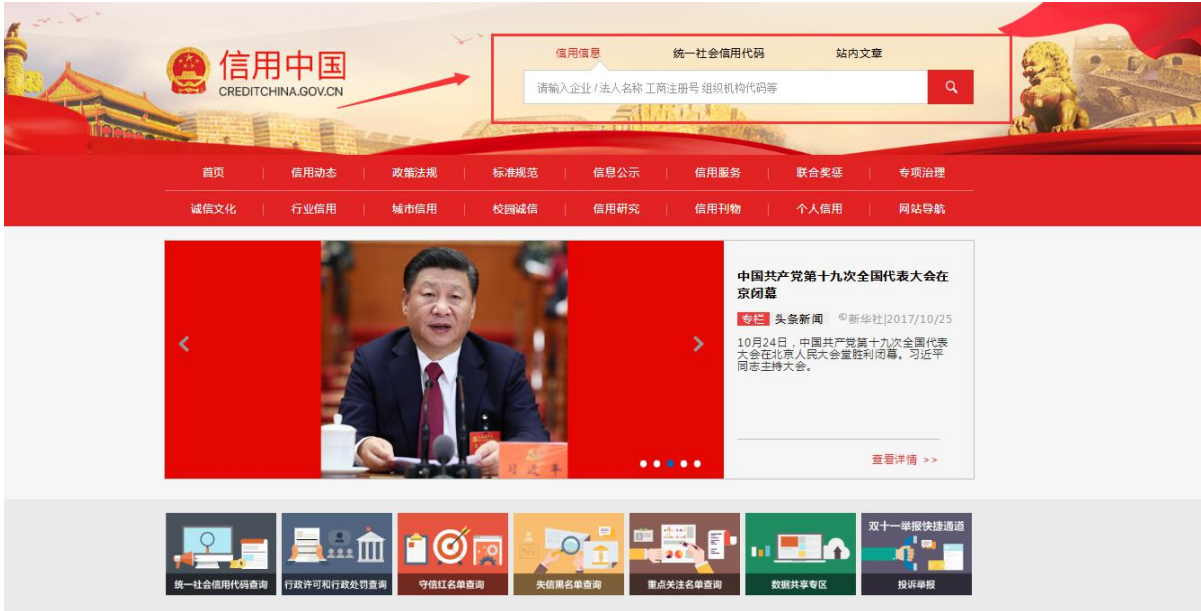 信用中国
CREDITCHINA.GOV.CN
信用信息 统一社会信用代码 站内文章
请输入企业 / 法人名称 工商注册号 组织机构代码等
首页 | 信用动态 | 政策法规 | 标准规范 | 信息公示 | 信用服务 | 联合奖惩 | 专项治理
诚信文化 | 行业信用 | 城市信用 | 校园诚信 | 信用研究 | 信用刊物 | 个人信用 | 网站导航
中国共产党第十九次全国代表大会在
京闭幕
专栏 头条新闻 ©新华社|2017/10/25
10月24日，中国共产党第十九次全国代表
大会在北京人民大会堂胜利闭幕。习近平
同志主持大会。
习近平
查看详情 >>
双十一举报快捷通道
统一社会信用代码查询 行政许可和行政处罚查询 守信红名单查询 失信黑名单查询 重点关注名单查询 数据共享专区 投诉举报